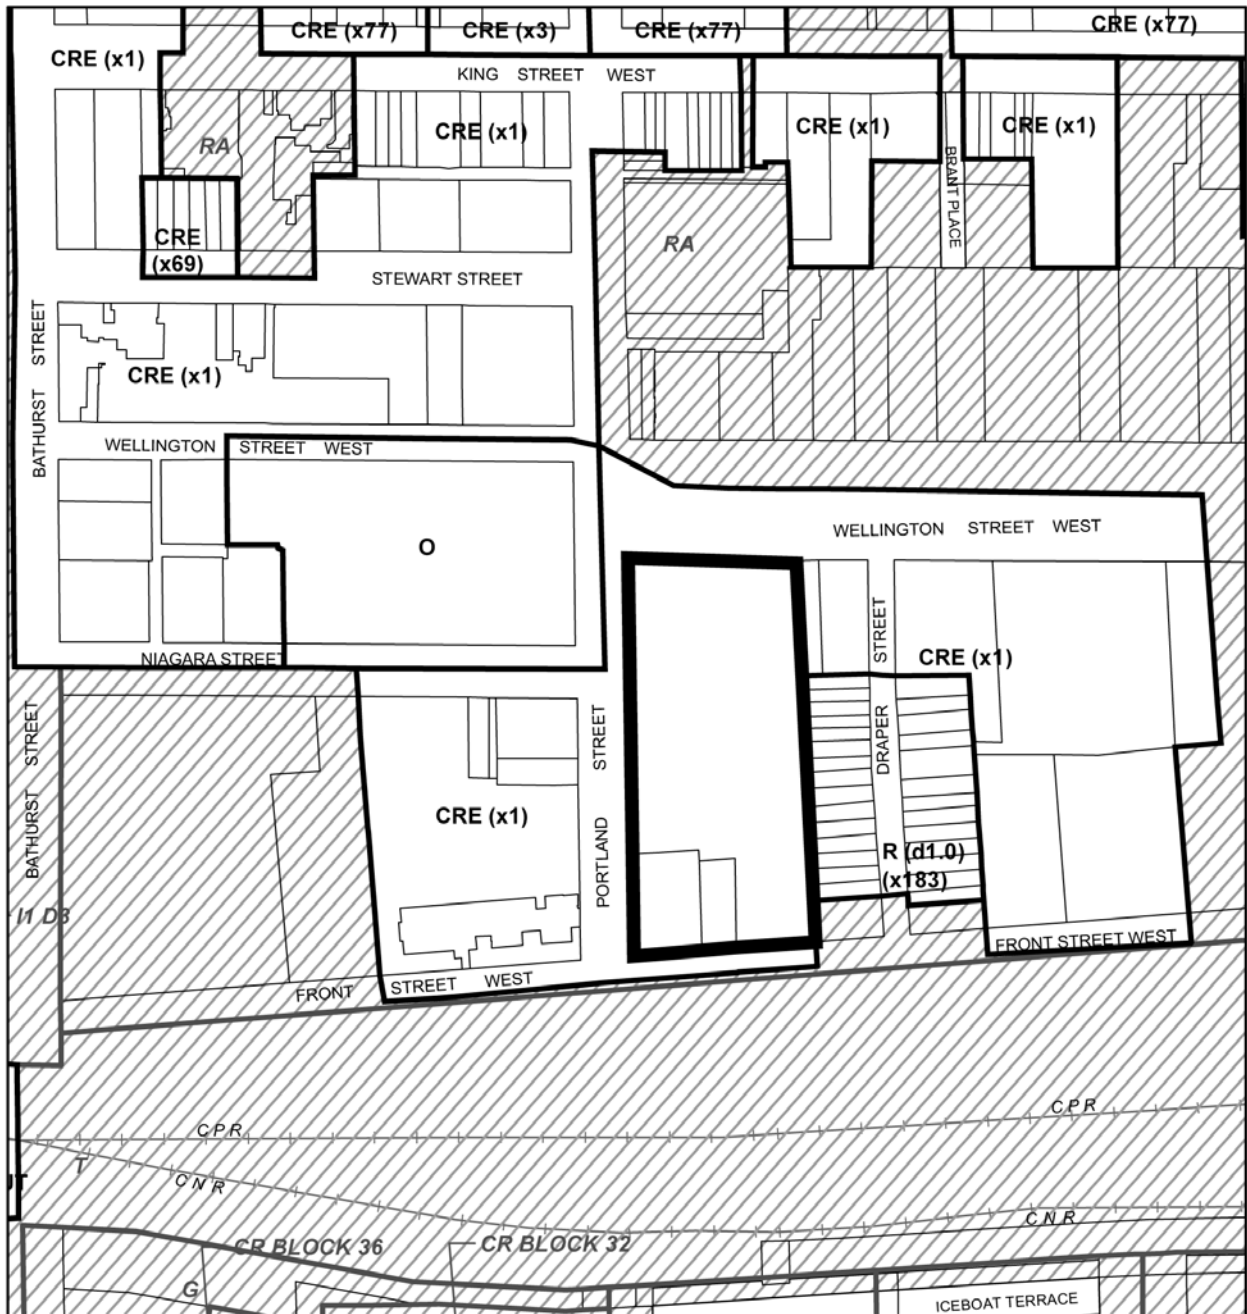 CRE (x77)
CRE (x3)
CRE (x77)
CRE (x77)
CRE (x1)
KING STREET WEST
RA
CRE (x1)
CRE (x1)
CRE (x1)
BRANT PLACE
CRE
(x69)
RA
STEWART STREET
BATHURST STREET
CRE (x1)
WELLINGTON STREET WEST
O
WELLINGTON STREET WEST
NIAGARA STREET
DRAPER STREET
CRE (x1)
BATHURST STREET
PORTLAND STREET
CRE (x1)
R (d1.0)
(x183)
I1 D3
FRONT STREET WEST
FRONT STREET WEST
CPR
CPR
T
CNR
CNR
CR BLOCK 36
CR BLOCK 32
G
ICEBOAT TERRACE